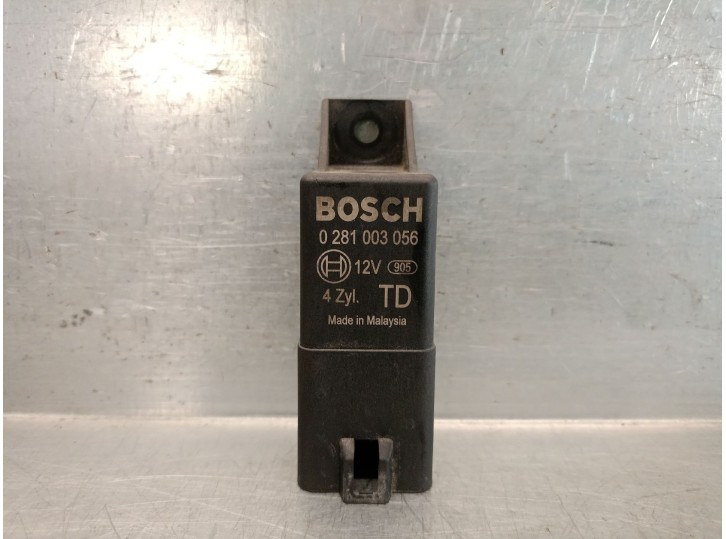 BOSCH
0 281 003 056
12V 905
4 Zyl. TD
Made in Malaysia